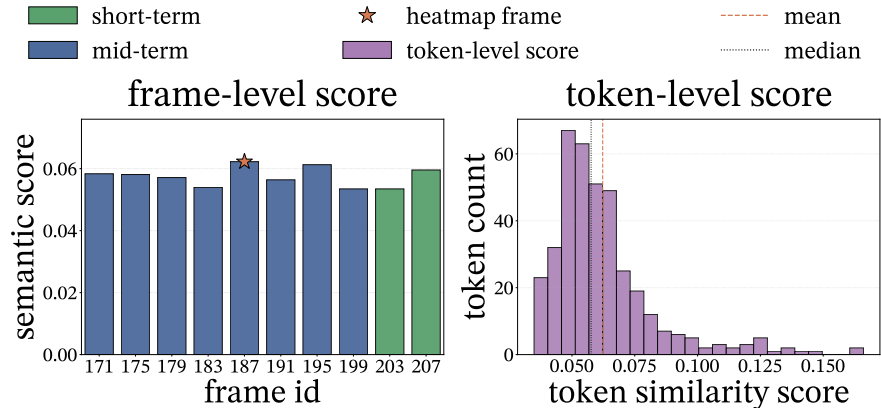 short-term
heatmap frame
mean
mid-term
token-level score
median
frame-level score
token-level score
semantic score
0.06
0.04
0.02
0.00
171 175 179 183 187 191 195 199 203 207
frame id
token count
60
40
20
0
0.050 0.075 0.100 0.125 0.150
token similarity score